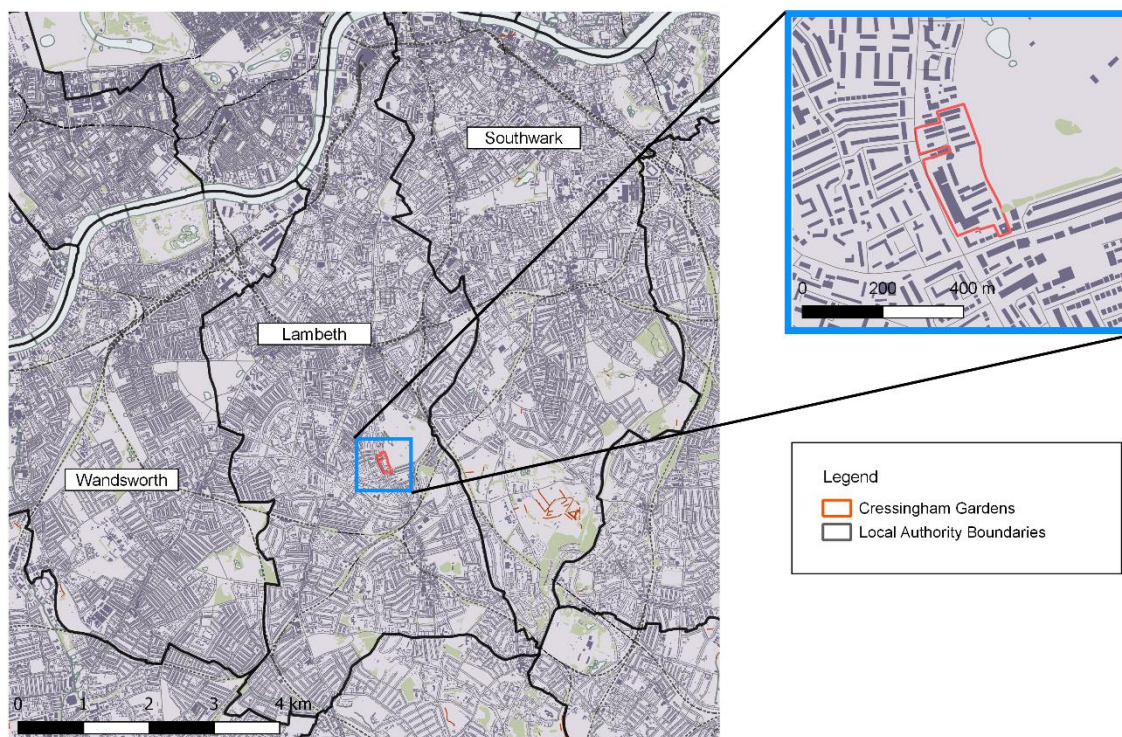 Southwark
Lambeth
Wandsworth
0 1 2 3 4 km
0 200 400 m
Legend
Cressingham Gardens
Local Authority Boundaries